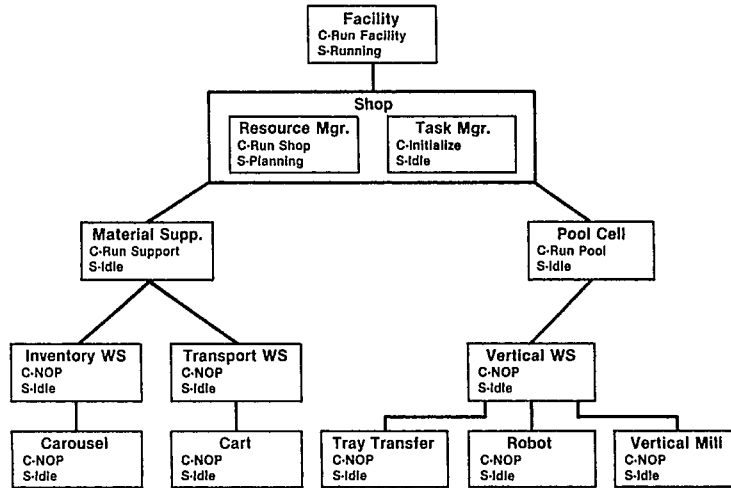 Facility
C-Run Facility
S-Running
Shop
Resource Mgr.
C-Run Shop
S-Planning
Task Mgr.
C-Initialize
S-Idle
Material Supp.
C-Run Support
S-Idle
Pool Cell
C-Run Pool
S-Idle
Inventory WS
C-NOP
S-Idle
Transport WS
C-NOP
S-Idle
Vertical WS
C-NOP
S-Idle
Carousel
C-NOP
S-Idle
Cart
C-NOP
S-Idle
Tray Transfer
C-NOP
S-Idle
Robot
C-NOP
S-Idle
Vertical Mill
C-NOP
S-Idle